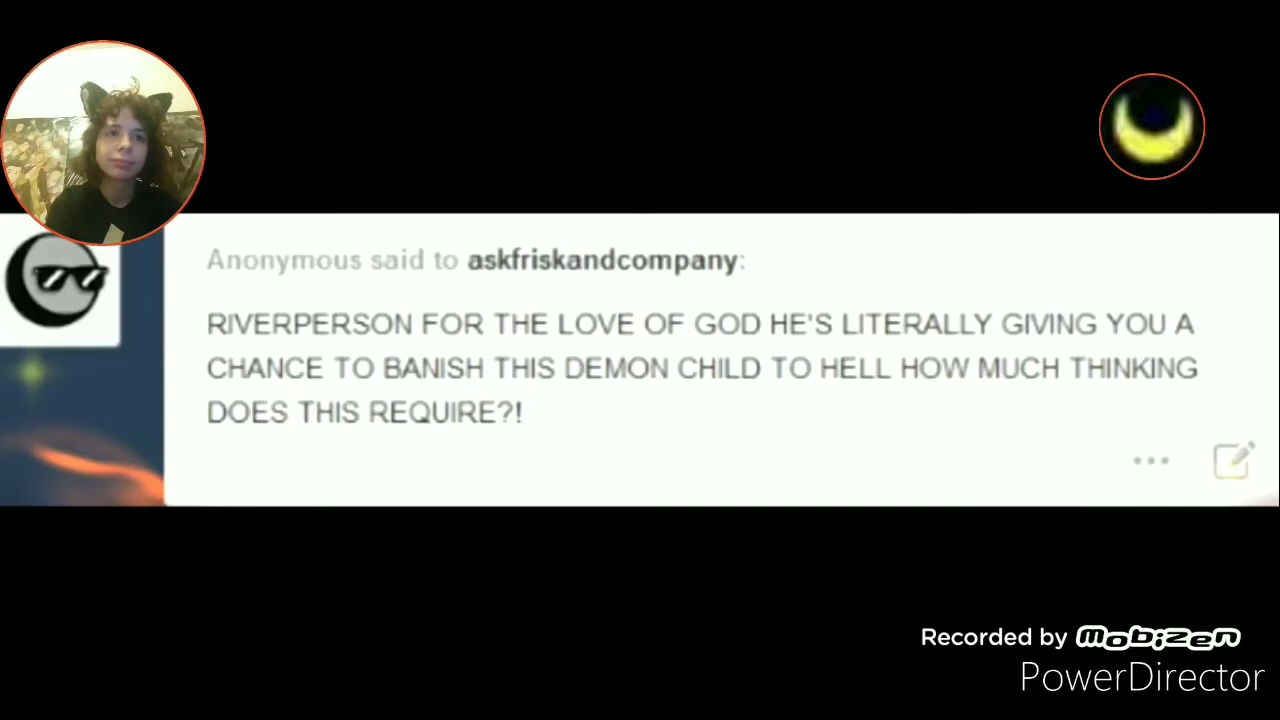 Anonymous said to askfriskandcompany:
RIVERPERSON FOR THE LOVE OF GOD HE'S LITERALLY GIVING YOU A
CHANCE TO BANISH THIS DEMON CHILD TO HELL HOW MUCH THINKING
DOES THIS REQUIRE?!
Recorded by Mobizen
PowerDirector